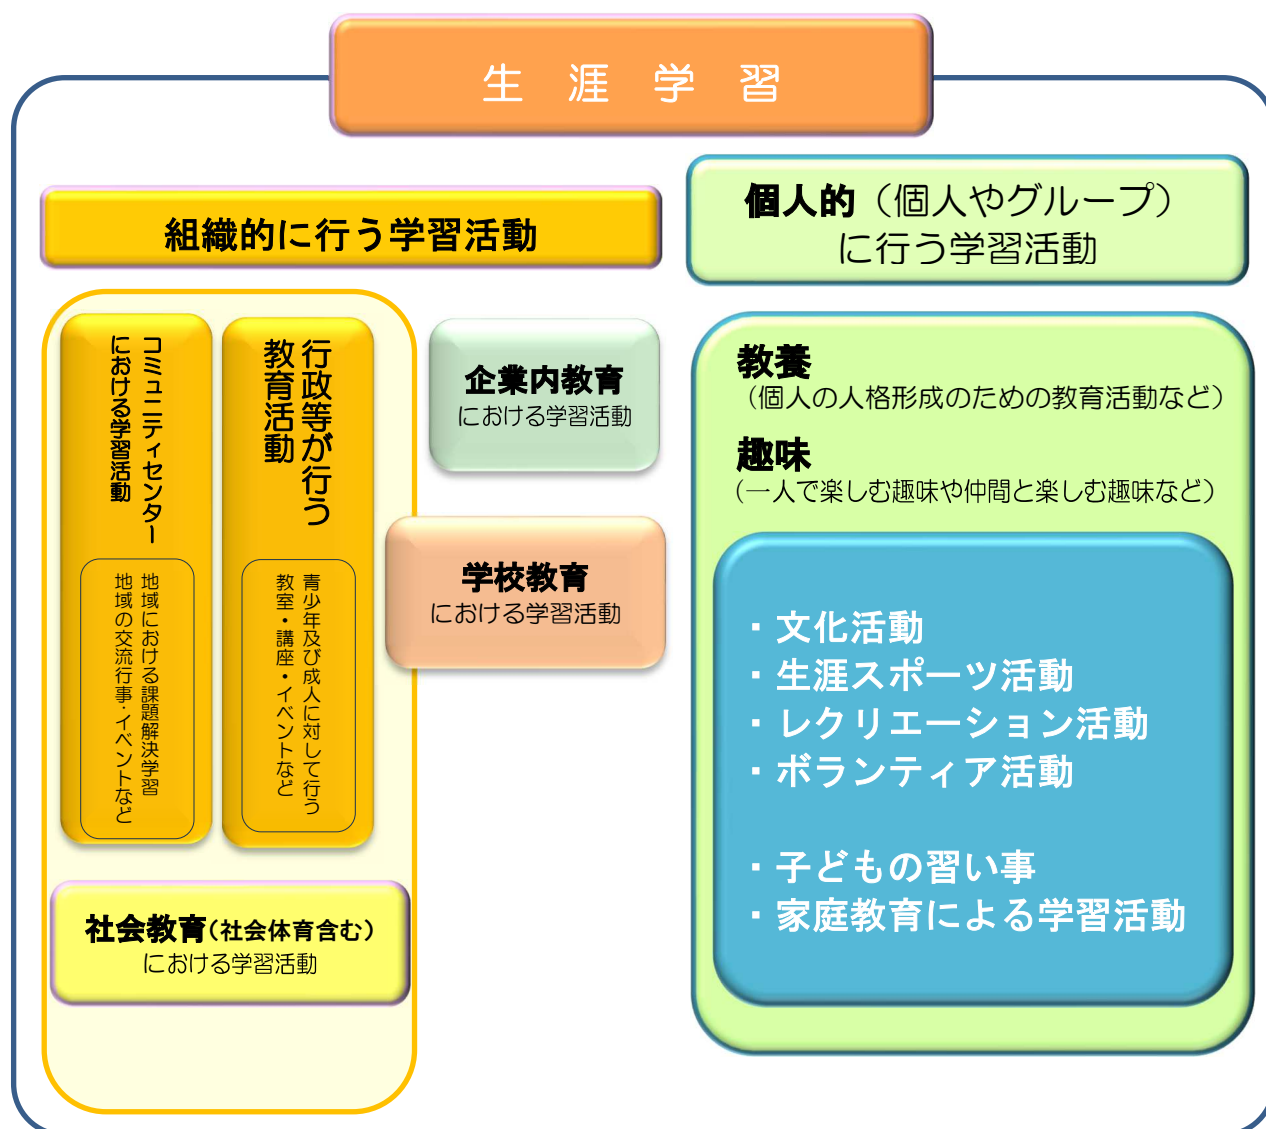 生涯学習
組織的に行う学習活動
個人的（個人やグループ）
に行う学習活動
コミュニティセンター
における学習活動
地域における課題解決学習
地域の交流行事・イベントなど
行政等が行う
教育活動
青少年及び成人に対して行う
教室・講座・イベントなど
社会教育（社会体育含む）
における学習活動
企業内教育
における学習活動
学校教育
における学習活動
教養
（個人の人格形成のための教育活動など）
趣味
（一人で楽しむ趣味や仲間と楽しむ趣味など）
・文化活動
・生涯スポーツ活動
・レクリエーション活動
・ボランティア活動
・子どもの習い事
・家庭教育による学習活動